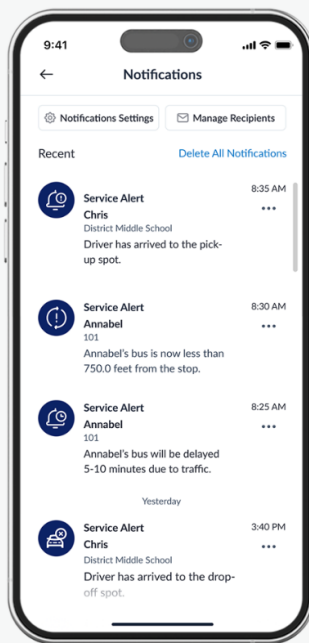 9:41
Notifications
Notifications Settings
Manage Recipients
Recent
Delete All Notifications
Service Alert
8:35 AM
Chris
District Middle School
Driver has arrived to the pick-
up spot.
Service Alert
8:30 AM
Annabel
101
Annabel's bus is now less than
750.0 feet from the stop.
Service Alert
8:25 AM
Annabel
101
Annabel's bus will be delayed
5-10 minutes due to traffic.
Yesterday
Service Alert
3:40 PM
Chris
District Middle School
Driver has arrived to the drop-
off spot.